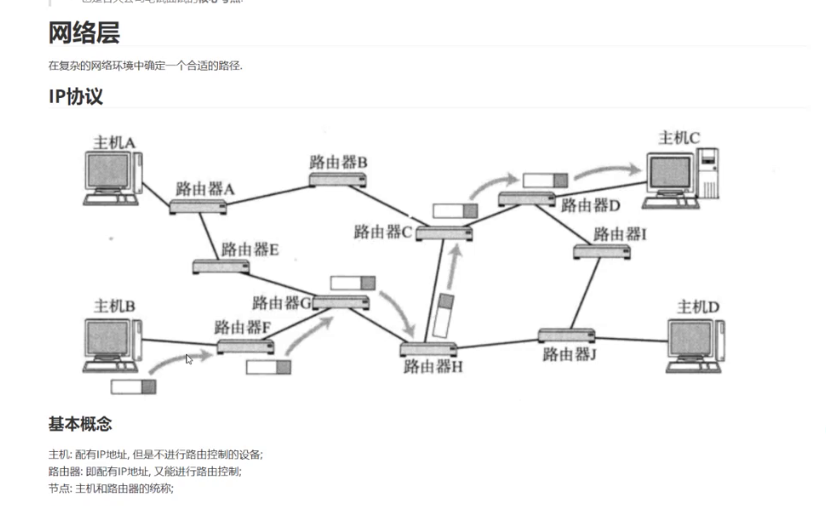 网络层
在复杂的网络环境中确定一个合适的路径.
IP协议
主机A
主机C
路由器B
路由器A
路由器D
路由器C
路由器I
路由器E
路由器G
主机B
主机D
路由器F
路由器J
路由器H
基本概念
主机: 配有IP地址, 但是不进行路由控制的设备;
路由器: 即配有IP地址, 又能进行路由控制;
节点: 主机和路由器的统称;